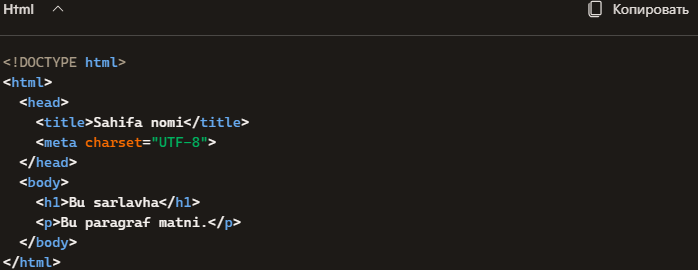 Html
Копировать
<!DOCTYPE html>
<html>
  <head>
    <title>Sahifa nomi</title>
    <meta charset="UTF-8">
  </head>
  <body>
    <h1>Bu sarlavha</h1>
    <p>Bu paragraf matni.</p>
  </body>
</html>